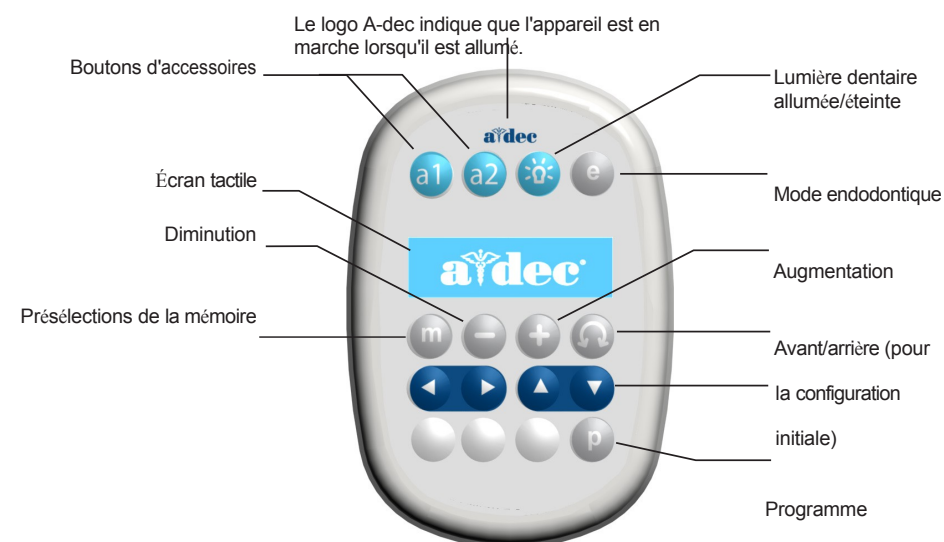 Le logo A-dec indique que l'appareil est en
marche lorsqu'il est allumé.
Boutons d'accessoires
Lumière dentaire
allumée/éteinte
a dec
a1
a2
e
Écran tactile
Mode endodontique
Diminution
a dec
Augmentation
Présélections de la mémoire
m
−
+
Avant/arrière (pour
la configuration
initiale)
p
Programme